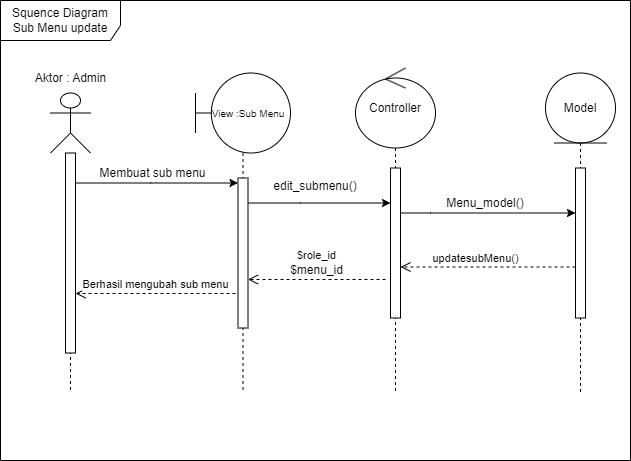 Squence Diagram
Sub Menu update
Aktor : Admin
View :Sub Menu
Controller
Model
Membuat sub menu
edit_submenu()
Menu_model()
$role_id
$menu_id
updatesubMenu()
Berhasil mengubah sub menu